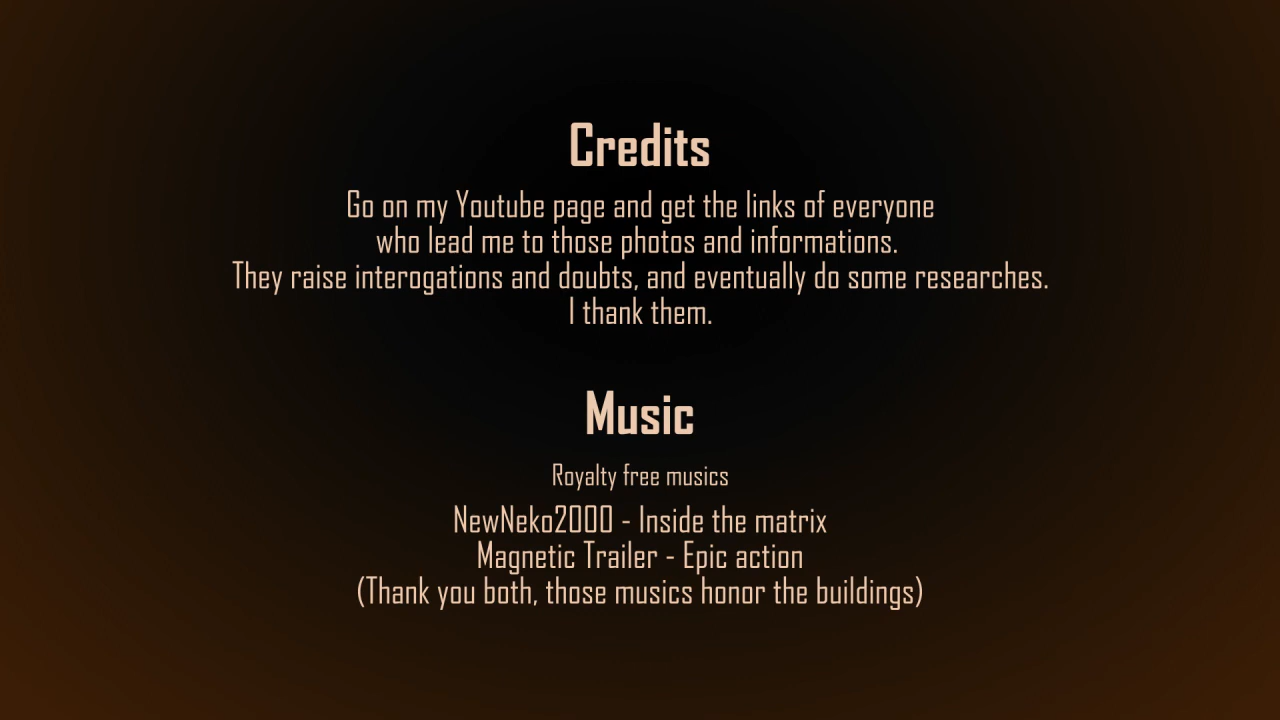 Credits
Go on my Youtube page and get the links of everyone
who lead me to those photos and informations.
They raise interogations and doubts, and eventually do some researches.
I thank them.
Music
Royalty free musics
NewNeko2000 - Inside the matrix
Magnetic Trailer - Epic action
(Thank you both, those musics honor the buildings)